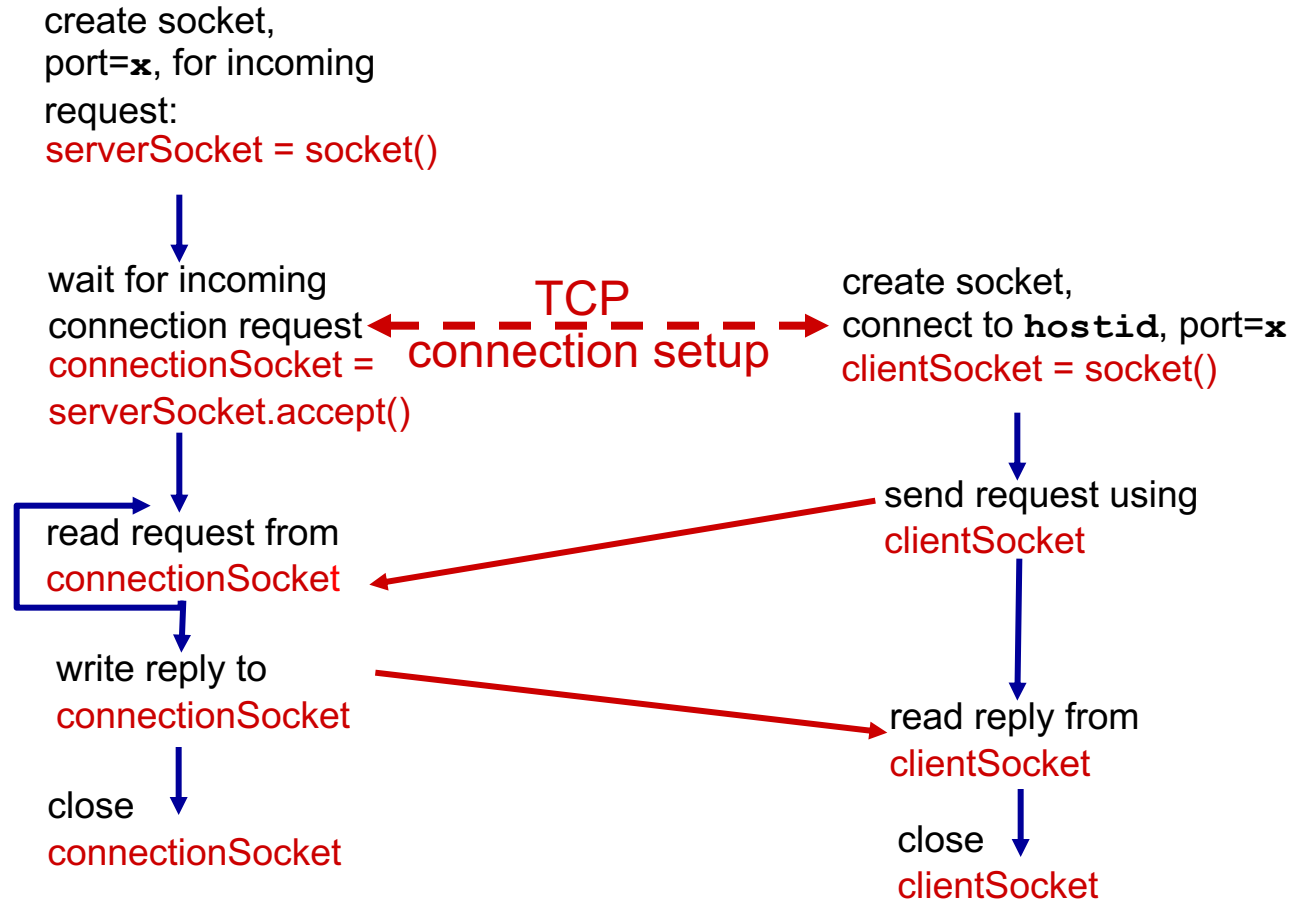 create socket,
port=x, for incoming
request:
serverSocket = socket()
wait for incoming
connection request
connectionSocket =
serverSocket.accept()
TCP
connection setup
create socket,
connect to hostid, port=x
clientSocket = socket()
send request using
clientSocket
read request from
connectionSocket
write reply to
connectionSocket
read reply from
clientSocket
close
connectionSocket
close
clientSocket